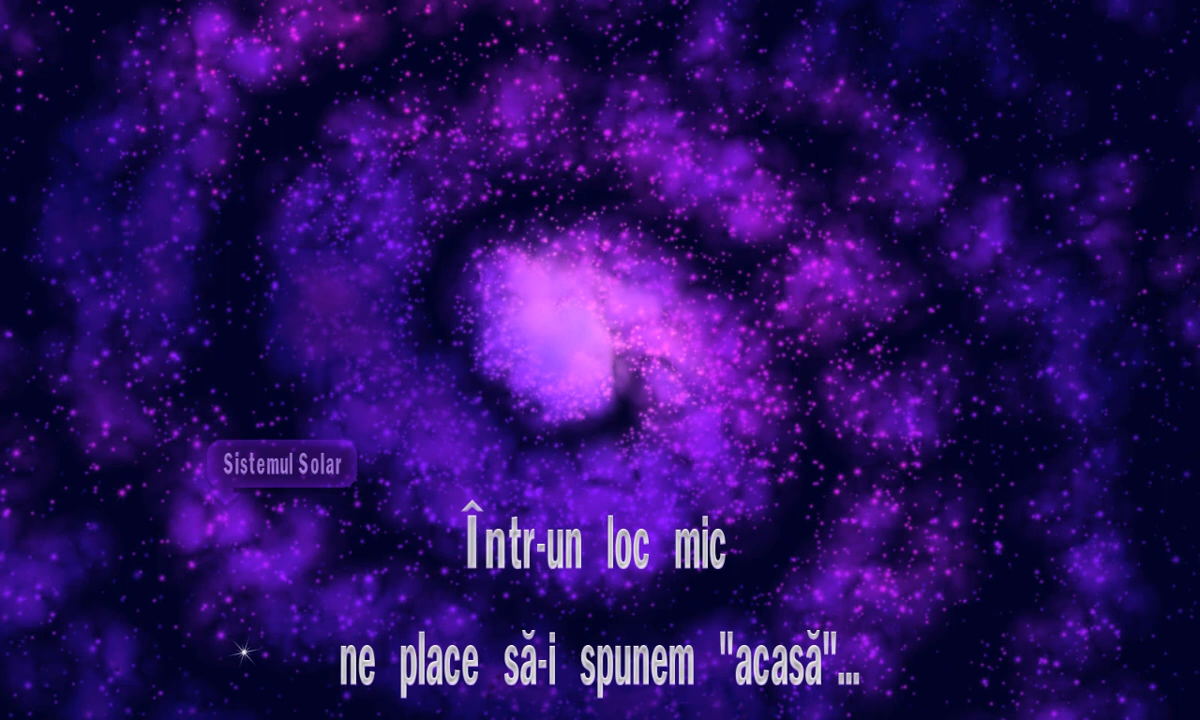 Sistemul Solar
Într-un loc mic
ne place să-i spunem "acasă"...